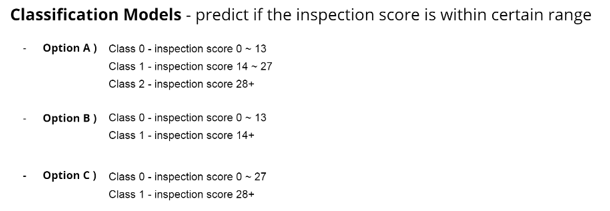 Classification Models - predict if the inspection score is within certain range
- Option A ) Class 0 - inspection score 0 ~ 13
Class 1 - inspection score 14 ~ 27
Class 2 - inspection score 28+
- Option B ) Class 0 - inspection score 0 ~ 13
Class 1 - inspection score 14+
- Option C ) Class 0 - inspection score 0 ~ 27
Class 1 - inspection score 28+